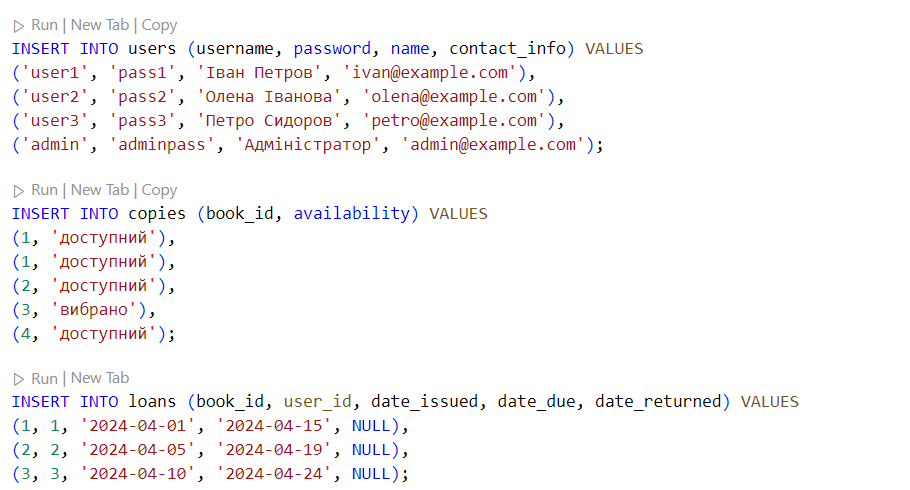 Run | New Tab | Copy
INSERT INTO users (username, password, name, contact_info) VALUES
('user1', 'pass1', 'Іван Петров', 'ivan@example.com'),
('user2', 'pass2', 'Олена Іванова', 'olena@example.com'),
('user3', 'pass3', 'Петро Сидоров', 'petro@example.com'),
('admin', 'adminpass', 'Адміністратор', 'admin@example.com');
Run | New Tab | Copy
INSERT INTO copies (book_id, availability) VALUES
(1, 'доступний'),
(1, 'доступний'),
(2, 'доступний'),
(3, 'вибрано'),
(4, 'доступний');
Run | New Tab
INSERT INTO loans (book_id, user_id, date_issued, date_due, date_returned) VALUES
(1, 1, '2024-04-01', '2024-04-15', NULL),
(2, 2, '2024-04-05', '2024-04-19', NULL),
(3, 3, '2024-04-10', '2024-04-24', NULL);